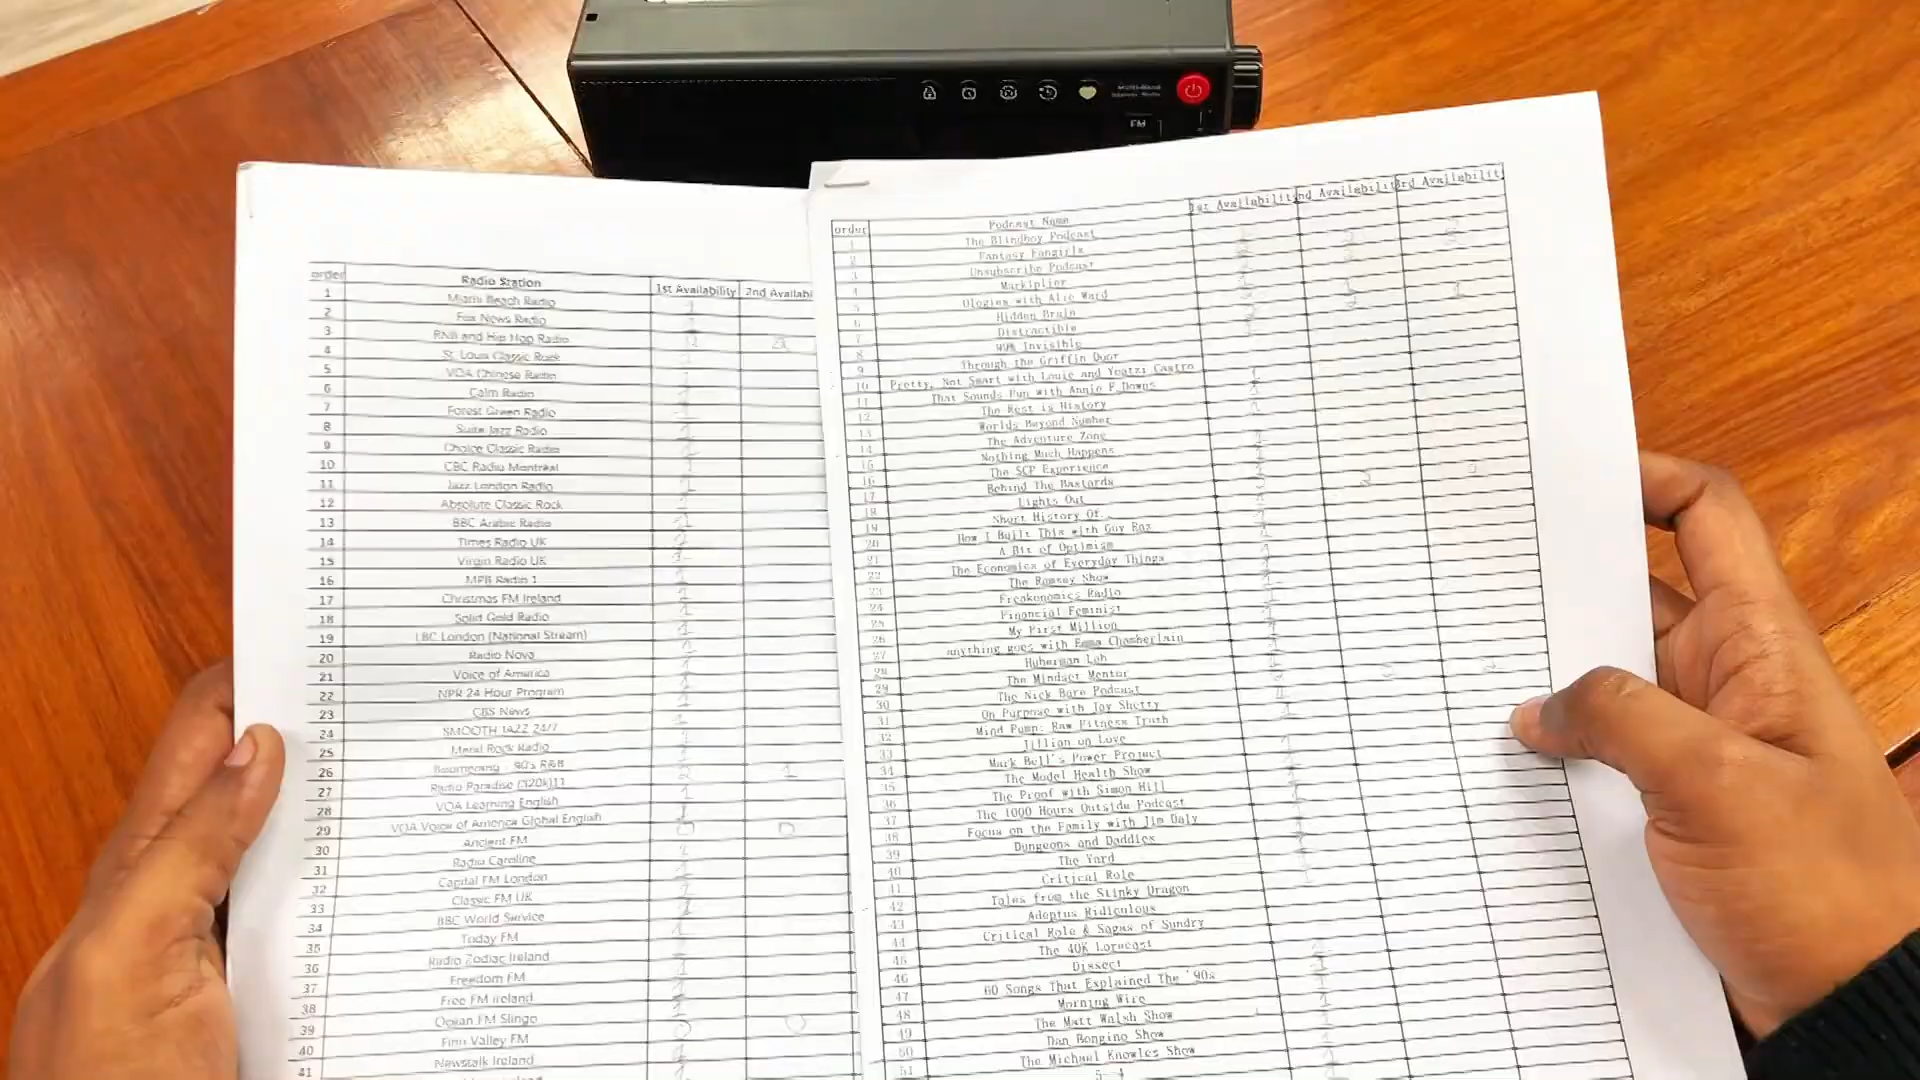 FM
order Radio Station 1st Availability 2nd Availabi
1 Miami Beach Radio
2 Fox News Radio
3 RNB and Hip Hop Radio
4 St. Louis Classic Rock
5 VOA Chinese Radio
6 Calm Radio
7 Forest Green Radio
8 Suite Jazz Radio
9 Choice Classic Radio
10 CBC Radio Montreal
11 Jazz London Radio
12 Absolute Classic Rock
13 BBC Arabic Radio
14 Times Radio UK
15 Virgin Radio UK
16 MPB Radio 1
17 Christmas FM Ireland
18 Solid Gold Radio
19 LBC London (National Stream)
20 Radio Nova
21 Voice of America
22 NPR 24 Hour Program
23 CBS News
24 SMOOTH JAZZ 24/7
25 Metal Rock Radio
26 Boomerang - 90's R&B 1
27 Radio Paradise
28 VOA Learning English
29 VOA Voice of America Global English 0 0
30 Ancient FM
31 Radio Caroline
32 Capital FM London
33 Classic FM UK
34 BBC World Service
35 Today FM
36 Radio Zodiac Ireland
37 Freedom FM
38 Free FM Ireland
39 Ocean FM Sligo 0 0
40 Finn Valley FM
41 Newstalk Ireland
order Podcast Name 1st Availability 2nd Availability 3rd Availability
1 The Blindboy Podcast
2 Fantasy Fangirls
3 Unsubscribe Podcast
4 Markiplier
5 Ologies with Alie Ward
6 Hidden Brain
7 Distractible
8 99% Invisible
9 Through the Griffin Door
10 Pretty, Not Smart with Louie and Yoatzi Castro
11 That Sounds Fun with Annie F Downs
12 The Rest is History
13 Worlds Beyond Number
14 The Adventure Zone
15 Nothing Much Happens
16 The SCP Experience
17 Behind The Bastards
18 Lights Out
19 Short History Of..
20 How I Built This with Guy Raz
21 A Bit of Optimism
22 The Economics of Everyday Things
23 The Ramsey Show
24 Freakonomics Radio
25 Financial Feminist
26 My First Million
27 anything goes with Emma Chamberlain
28 Huberman Lab
29 The Mindset Mentor
30 The Nick Bare Podcast
31 On Purpose with Jay Shetty
32 Mind Pump: Raw Fitness Truth
33 Jillian on Love
34 Mark Bell's Power Project
35 The Model Health Show
36 The Proof with Simon Hill
37 The 1000 Hours Outside Podcast
38 Focus on the Family with Jim Daly
39 Dungeons and Daddies
40 The Yard
41 Critical Role
42 Tales from the Stinky Dragon
43 Adeptus Ridiculous
44 Critical Role & Sagas of Sundry
45 The 40K Lorecast
46 Dissect
47 60 Songs That Explained The '90s
48 Morning Wire
49 The Matt Walsh Show
50 Dan Bongino Show
51 The Michael Knowles Show